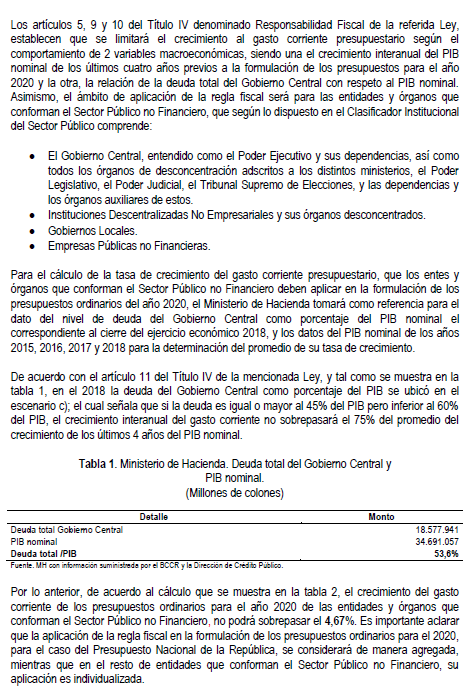 Los artículos 5, 9 y 10 del Título IV denominado Responsabilidad Fiscal de la referida Ley,
establecen que se limitará el crecimiento al gasto corriente presupuestario según el
comportamiento de 2 variables macroeconómicas, siendo una el crecimiento interanual del PIB
nominal de los últimos cuatro años previos a la formulación de los presupuestos para el año
2020 y la otra, la relación de la deuda total del Gobierno Central con respeto al PIB nominal.
Asimismo, el ámbito de aplicación de la regla fiscal será para las entidades y órganos que
conforman el Sector Público no Financiero, que según lo dispuesto en el Clasificador Institucional
del Sector Público comprende:
• El Gobierno Central, entendido como el Poder Ejecutivo y sus dependencias, así como
todos los órganos de desconcentración adscritos a los distintos ministerios, el Poder
Legislativo, el Poder Judicial, el Tribunal Supremo de Elecciones, y las dependencias y
los órganos auxiliares de estos.
• Instituciones Descentralizadas No Empresariales y sus órganos desconcentrados.
• Gobiernos Locales.
• Empresas Públicas no Financieras.
Para el cálculo de la tasa de crecimiento del gasto corriente presupuestario, que los entes y
órganos que conforman el Sector Público no Financiero deben aplicar en la formulación de los
presupuestos ordinarios del año 2020, el Ministerio de Hacienda tomará como referencia para el
dato del nivel de deuda del Gobierno Central como porcentaje del PIB nominal el
correspondiente al cierre del ejercicio económico 2018, y los datos del PIB nominal de los años
2015, 2016, 2017 y 2018 para la determinación del promedio de su tasa de crecimiento.
De acuerdo con el artículo 11 del Título IV de la mencionada Ley, y tal como se muestra en la
tabla 1, en el 2018 la deuda del Gobierno Central como porcentaje del PIB se ubicó en el
escenario c); el cual señala que si la deuda es igual o mayor al 45% del PIB pero inferior al 60%
del PIB, el crecimiento interanual del gasto corriente no sobrepasará el 75% del promedio del
crecimiento de los últimos 4 años del PIB nominal.
Tabla 1. Ministerio de Hacienda. Deuda total del Gobierno Central y
PIB nominal.
(Millones de colones)
Detalle Monto
Deuda total Gobierno Central 18.577.941
PIB nominal 34.691.057
Deuda total /PIB 53,6%
Fuente. MH con información suministrada por el BCCR y la Dirección de Crédito Público.
Por lo anterior, de acuerdo al cálculo que se muestra en la tabla 2, el crecimiento del gasto
corriente de los presupuestos ordinarios para el año 2020 de las entidades y órganos que
conforman el Sector Público no Financiero, no podrá sobrepasar el 4,67%. Es importante aclarar
que la aplicación de la regla fiscal en la formulación de los presupuestos ordinarios para el 2020,
para el caso del Presupuesto Nacional de la República, se considerará de manera agregada,
mientras que en el resto de entidades que conforman el Sector Público no Financiero, su
aplicación es individualizada.